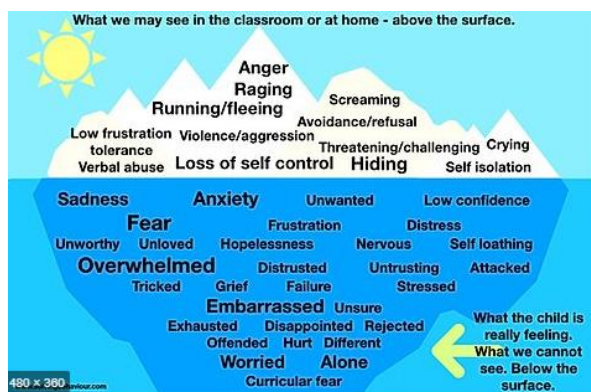 What we may see in the classroom or at home - above the surface.
Anger
Raging
Running/fleeing
Screaming
Avoidance/refusal
Low frustration tolerance
Violence/aggression
Threatening/challenging
Crying
Verbal abuse
Loss of self control
Hiding
Self isolation
Sadness Anxiety Unwanted Low confidence
Fear Frustration Distress
Unworthy Unloved Hopelessness Nervous Self loathing
Overwhelmed Distrusted Untrusting Attacked
Tricked Grief Failure Stressed
Embarrassed Unsure
Exhausted Disappointed Rejected
Offended Hurt Different
Worried Alone
Curricular fear
What the child is
really feeling.
What we cannot
see. Below the
surface.
480 × 360